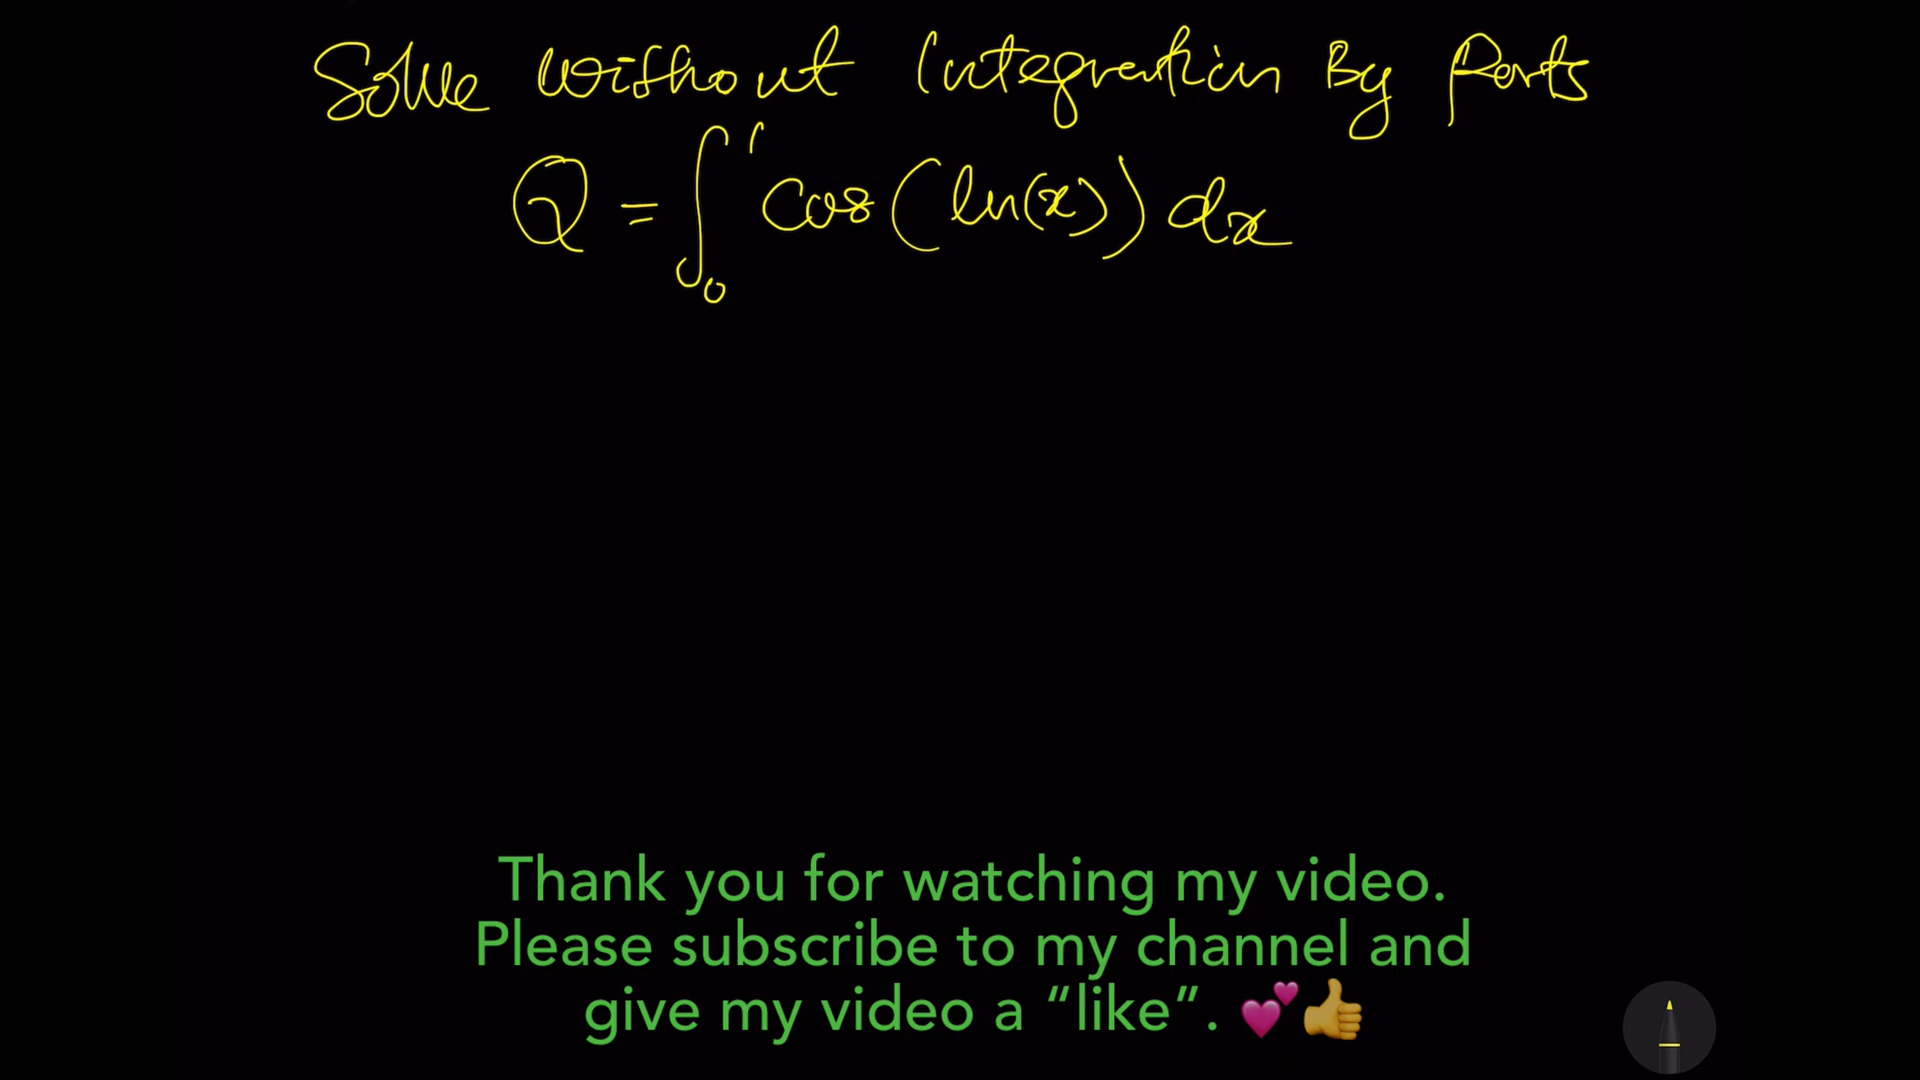 Solve Without Integration By Parts
Q = ∫₀¹ Cos(ln(x)) dx
Thank you for watching my video.
Please subscribe to my channel and
give my video a “like”. 💕👍